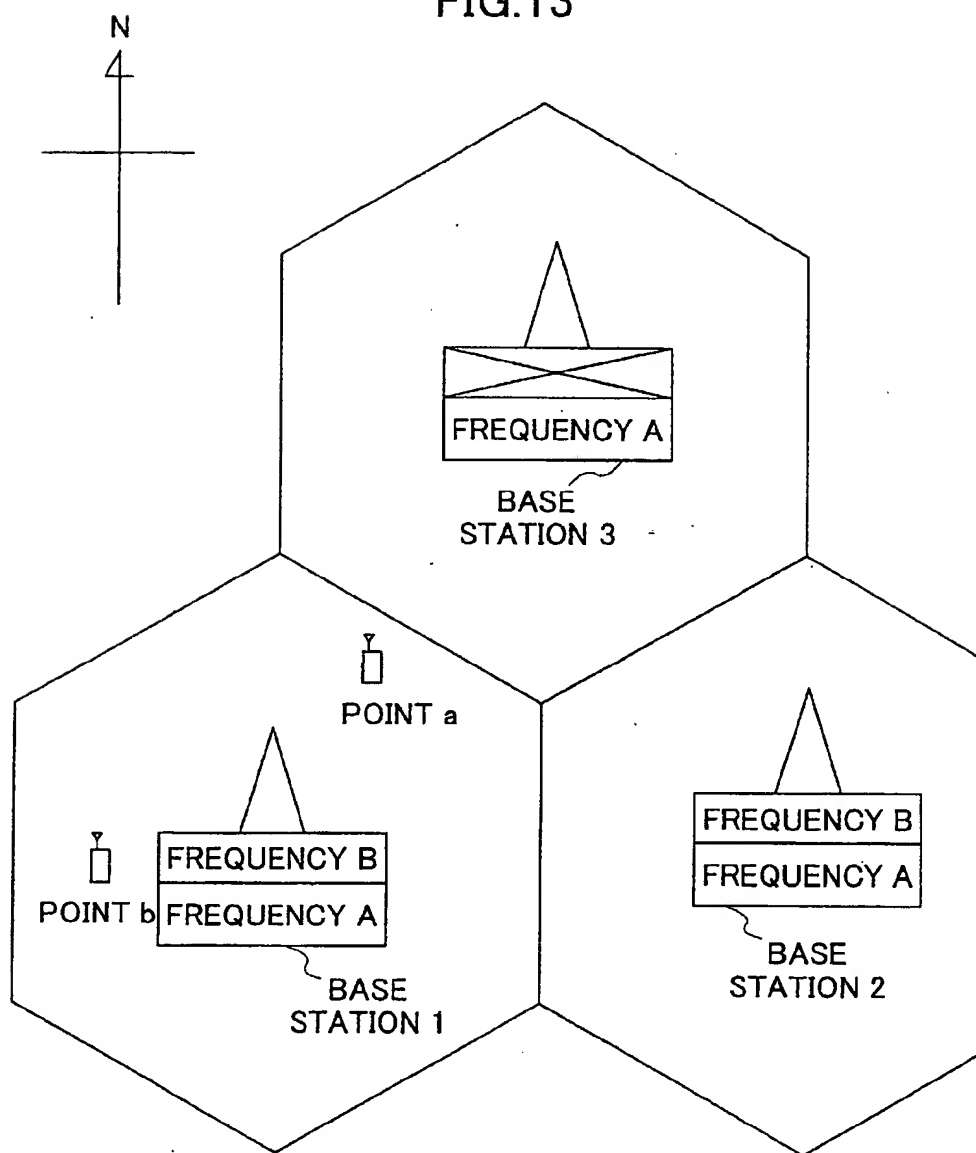 FIG.13
N
FREQUENCY A
BASE
STATION 3
POINT a
FREQUENCY B
FREQUENCY A
BASE
STATION 2
POINT b
FREQUENCY B
FREQUENCY A
BASE
STATION 1